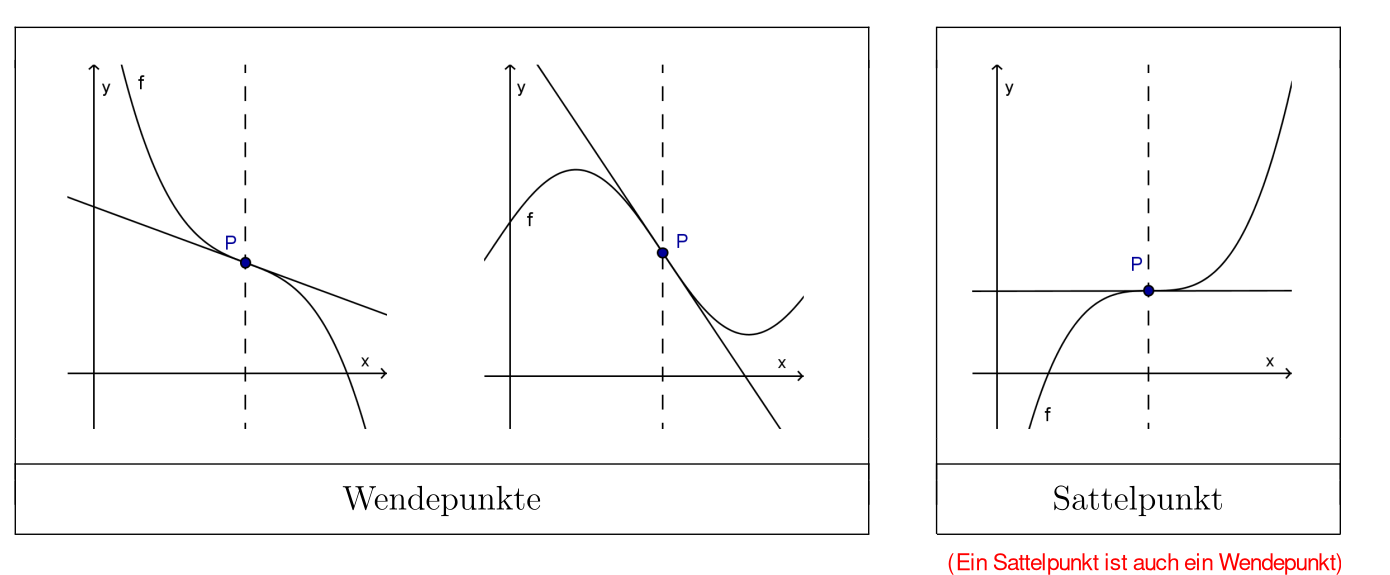 y
f
P
x
y
f
P
x
y
P
x
f
Wendepunkte
Sattelpunkt
(Ein Sattelpunkt ist auch ein Wendepunkt)